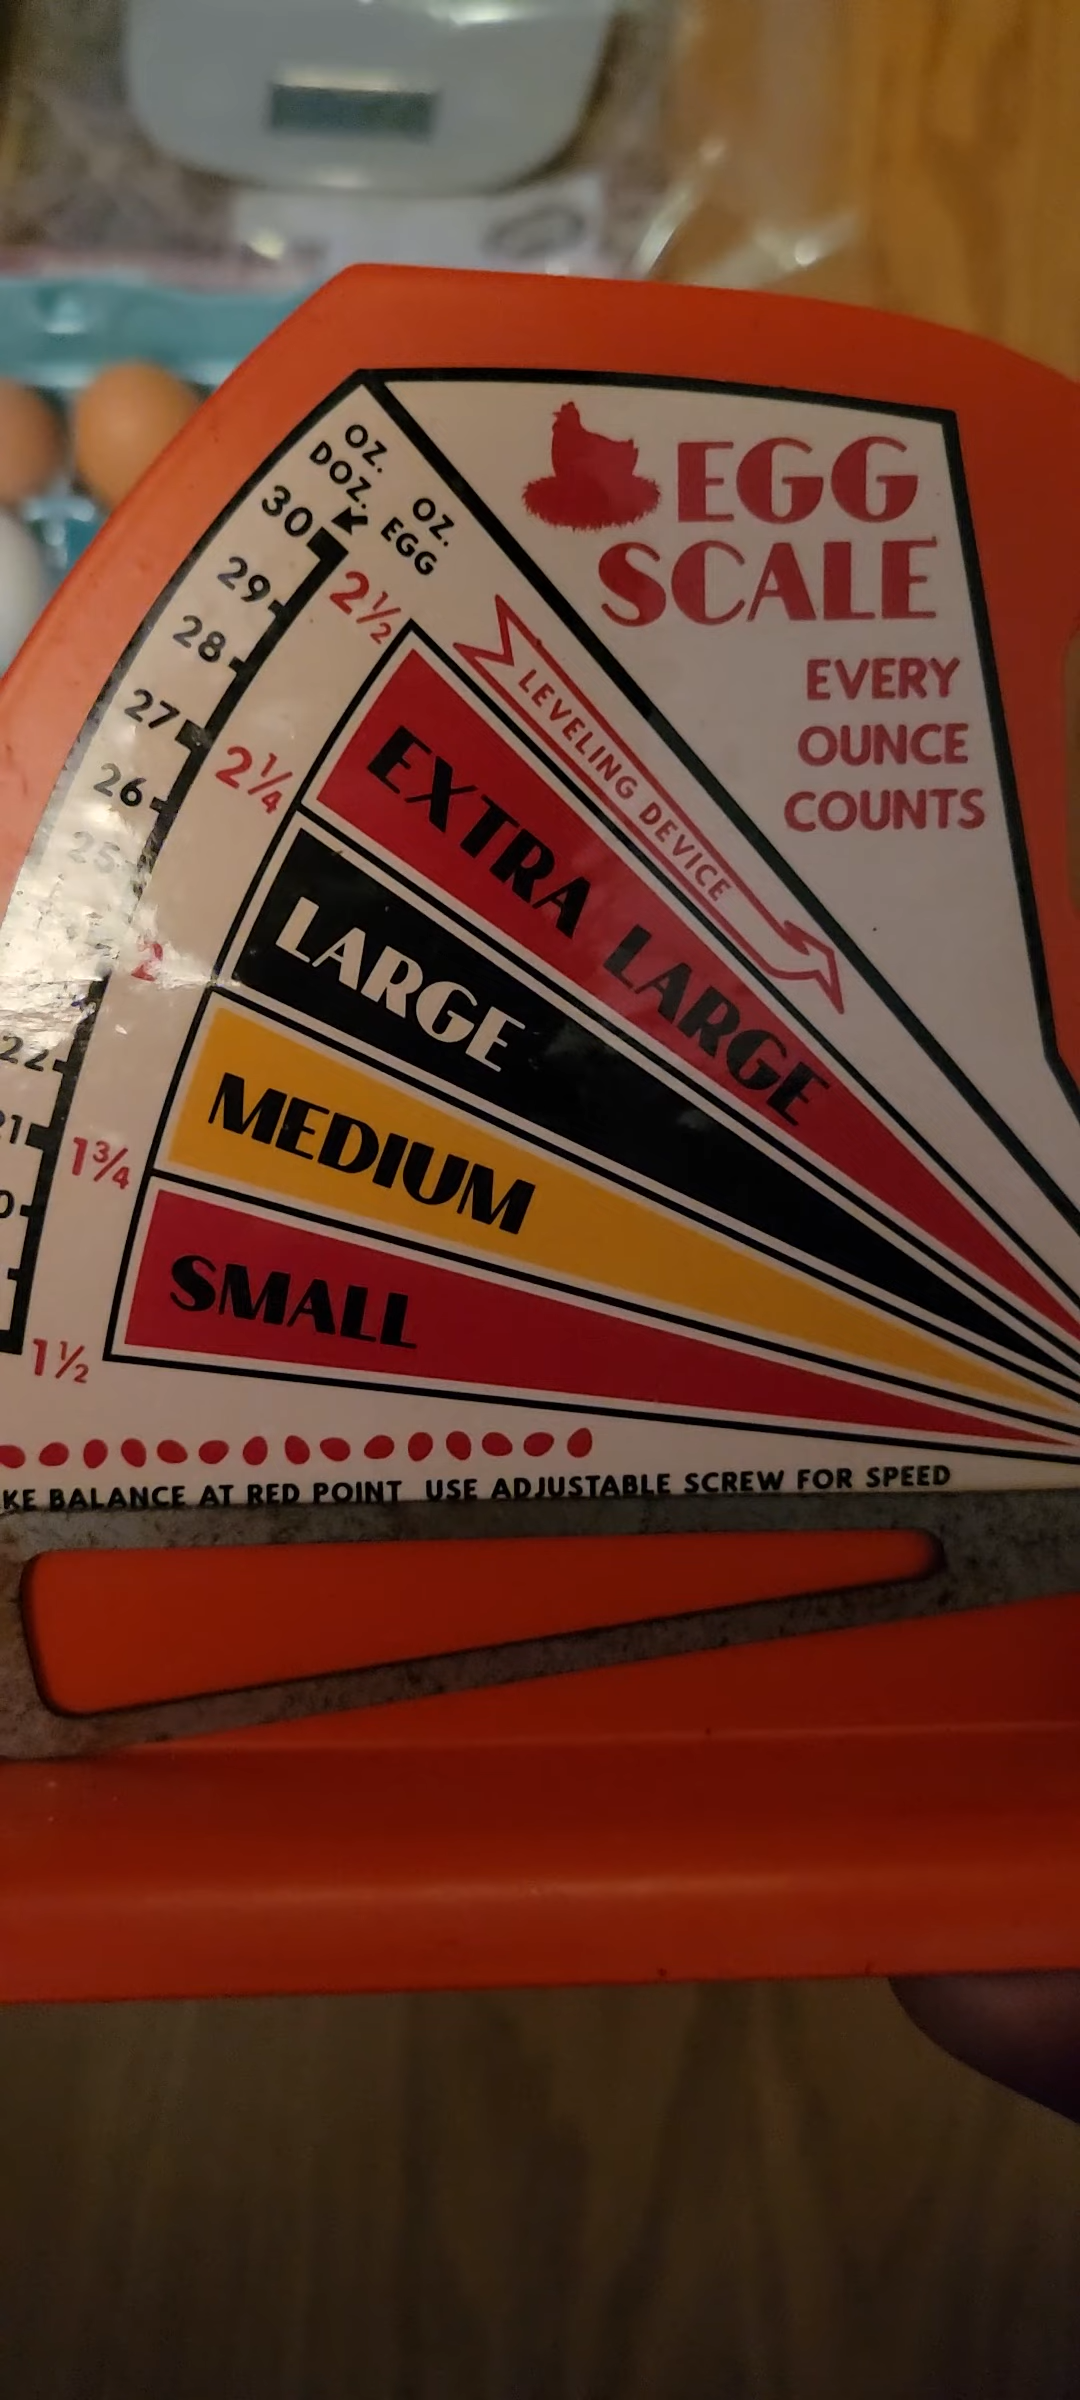 EGG
SCALE
EVERY
OUNCE
COUNTS
OZ.
DOZ.
OZ.
EGG
30
29
28
27
26
25
22
21
2½
2¼
2
1¾
1½
LEVELING DEVICE
EXTRA LARGE
LARGE
MEDIUM
SMALL
BALANCE AT RED POINT USE ADJUSTABLE SCREW FOR SPEED